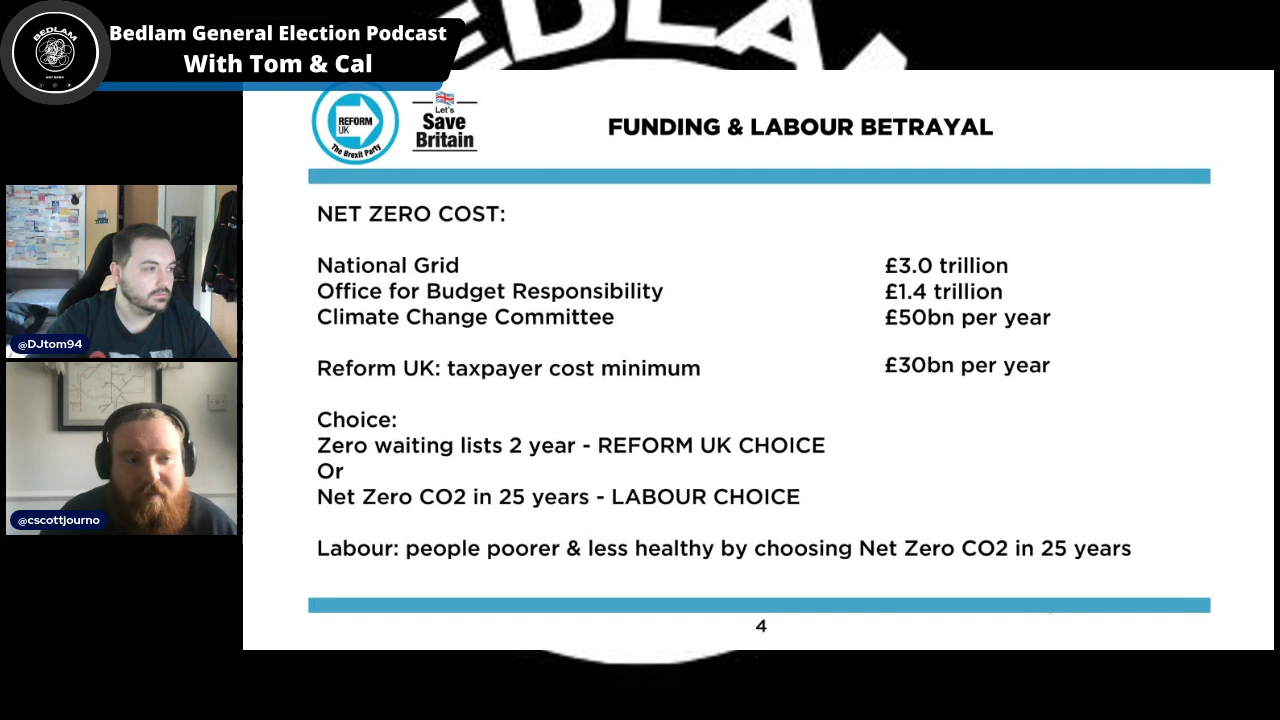 BEDLAM
Bedlam General Election Podcast
With Tom & Cal
BEDLAM
REFORM
UK
The Brexit Party
Let's
Save
Britain
FUNDING & LABOUR BETRAYAL
NET ZERO COST:
National Grid £3.0 trillion
Office for Budget Responsibility £1.4 trillion
Climate Change Committee £50bn per year
Reform UK: taxpayer cost minimum £30bn per year
Choice:
Zero waiting lists 2 year - REFORM UK CHOICE
Or
Net Zero CO2 in 25 years - LABOUR CHOICE
Labour: people poorer & less healthy by choosing Net Zero CO2 in 25 years
4
@DJtom94
@cscottjourno